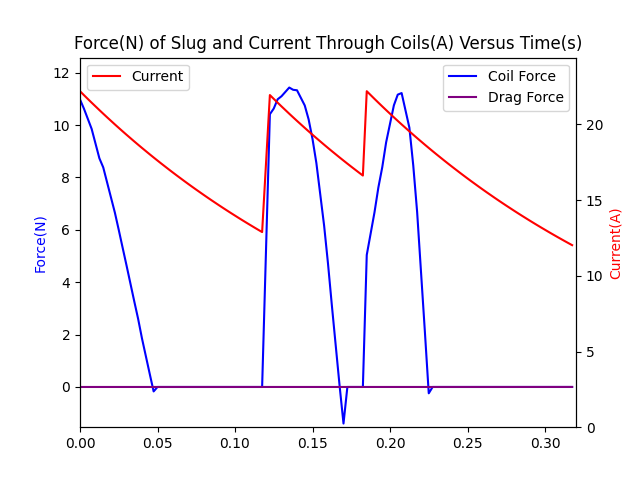 Force(N) of Slug and Current Through Coils(A) Versus Time(s)
Current
Coil Force
Drag Force
12
10
8
6
4
2
0
Force(N)
20
15
10
5
0
Current(A)
0.00 0.05 0.10 0.15 0.20 0.25 0.30